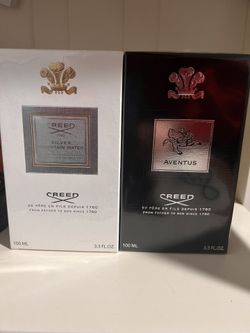 CREED
SILVER
MOUNTAIN WATER
CREED
DE PÈRE EN FILS DEPUIS 1760
FROM FATHER TO SON SINCE 1760
100 ML
3.3 FL.OZ.
AVENTUS
CREED
DE PÈRE EN FILS DEPUIS 1760
FROM FATHER TO SON SINCE 1760
100 ML
3.3 FL.OZ.